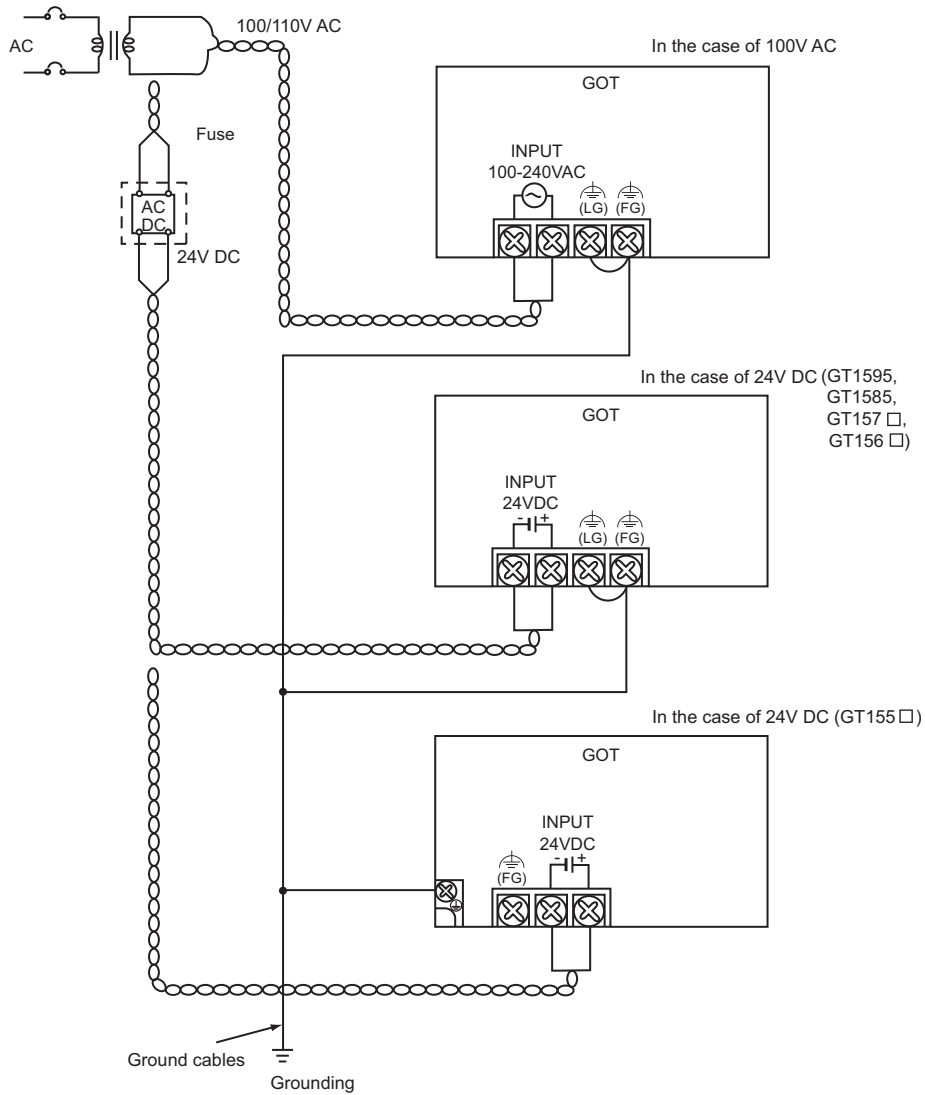 100/110V AC
AC
Fuse
AC
DC
24V DC
In the case of 100V AC
GOT
INPUT
100-240VAC
(LG) (FG)
In the case of 24V DC (GT1595,
GT1585,
GT157 □,
GT156 □)
GOT
INPUT
24VDC
- +
(LG) (FG)
In the case of 24V DC (GT155 □)
GOT
INPUT
24VDC
- +
(FG)
Ground cables
Grounding